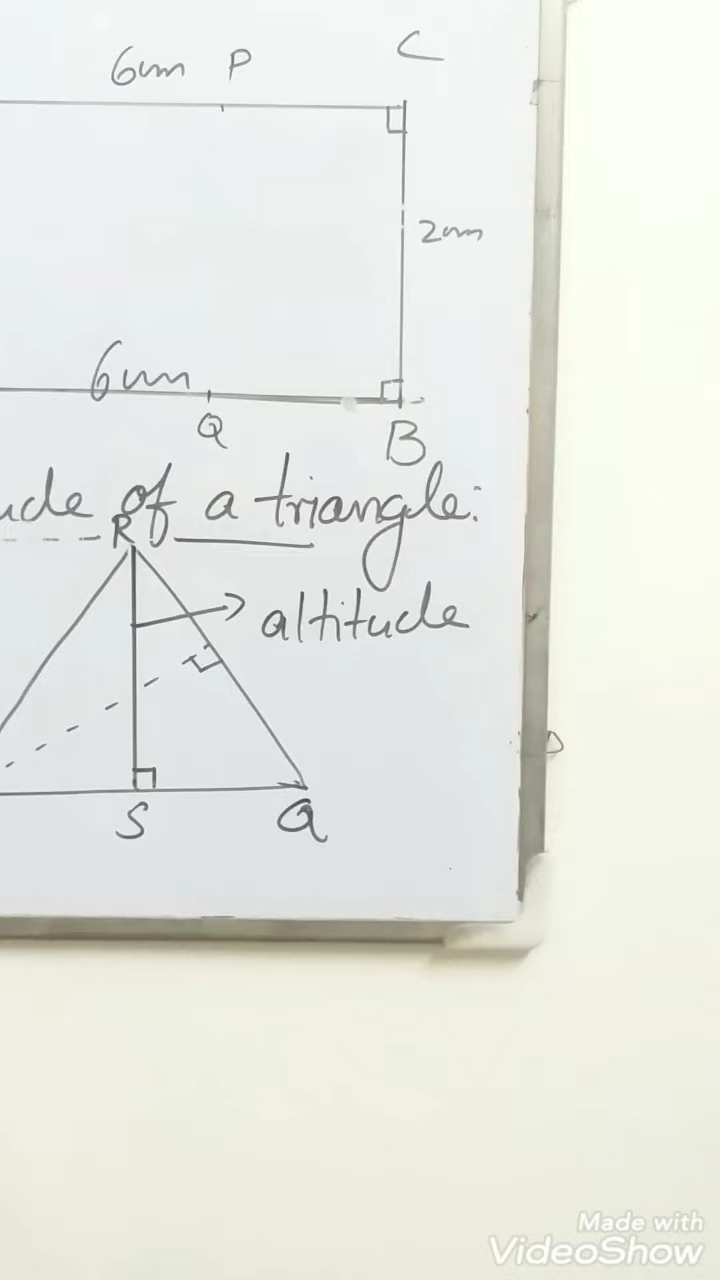 6cm P C
2cm
6cm
Q B
ude of a triangle:
R
altitude
S Q
Made with
VideoShow